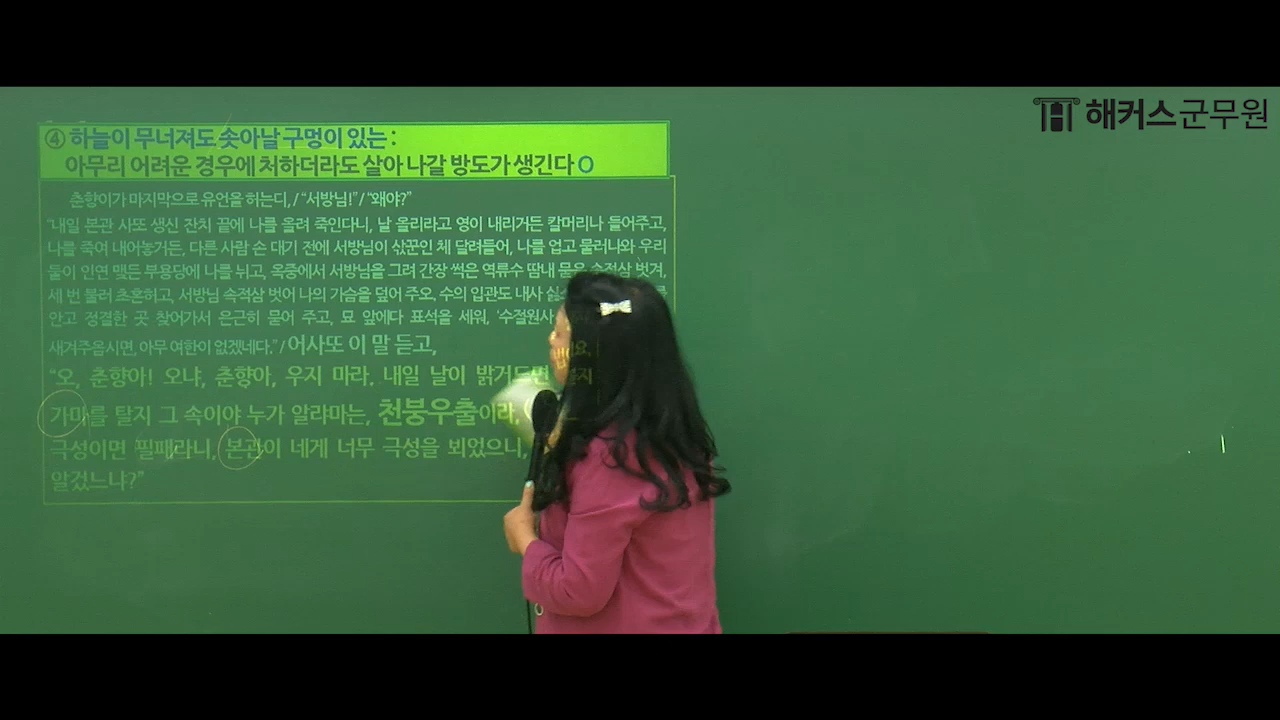 해커스군무원
④ 하늘이 무너져도 솟아날 구멍이 있는 :
아무리 어려운 경우에 처하더라도 살아 나갈 방도가 생긴다 O
춘향이가 마지막으로 유언을 허는디, / “서방님!” / “왜야?”
“내일 본관 사또 생신 잔치 끝에 나를 올려 죽인다니, 날 올리라고 영이 내리거든 칼머리나 들어주고,
나를 죽여 내어놓거든, 다른 사람 손 대기 전에 서방님이 삯꾼인 체 달려들어, 나를 업고 물러나와 우리
둘이 인연 맺든 부용당에 나를 뉘고, 옥중에서 서방님을 그려 간장 썩은 역류수 땀내 묻은 속적삼 벗겨,
세 번 불러 초혼허고, 서방님 속적삼 벗어 나의 가슴을 덮어 주오. 수의 입관도 내사 를
안고 정결한 곳 찾어가서 은근히 묻어 주고, 묘 앞에다 표석을 세워, ‘수절원사
새겨주옵시면, 아무 여한이 없겠네다.” / 어사또 이 말 듣고,
“오, 춘향아! 오냐, 춘향아, 우지 마라. 내일 날이 밝거드면
가마를 탈지 그 속이야 누가 알랴마는, 천붕우출이라,
극성이면 필패라니, 본관이 네게 너무 극성을 뵈었으니,
알겄느냐?”